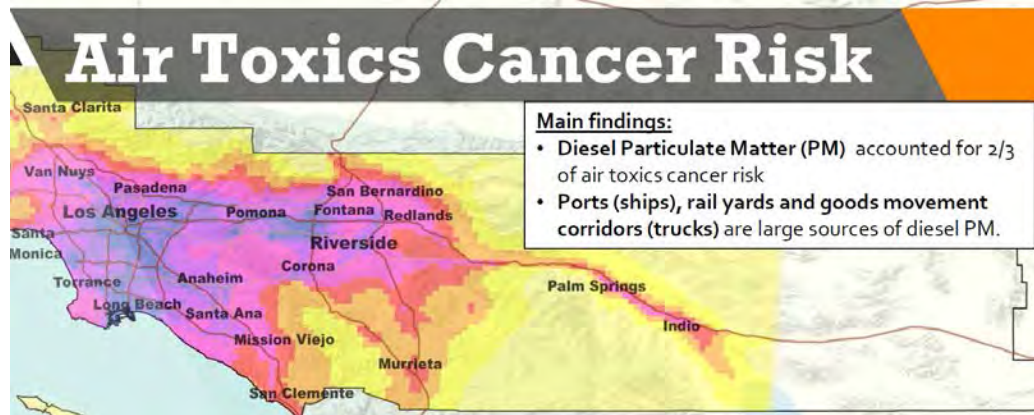 Air Toxics Cancer Risk
Main findings:
• Diesel Particulate Matter (PM) accounted for 2/3
of air toxics cancer risk
• Ports (ships), rail yards and goods movement
corridors (trucks) are large sources of diesel PM.
Santa Clarita
Van Nuys
Pasadena
San Bernardino
Los Angeles
Pomona
Fontana
Redlands
Santa
Monica
Riverside
Torrance
Anaheim
Corona
Palm Springs
Long Beach
Santa Ana
Indio
Mission Viejo
Murrieta
San Clemente